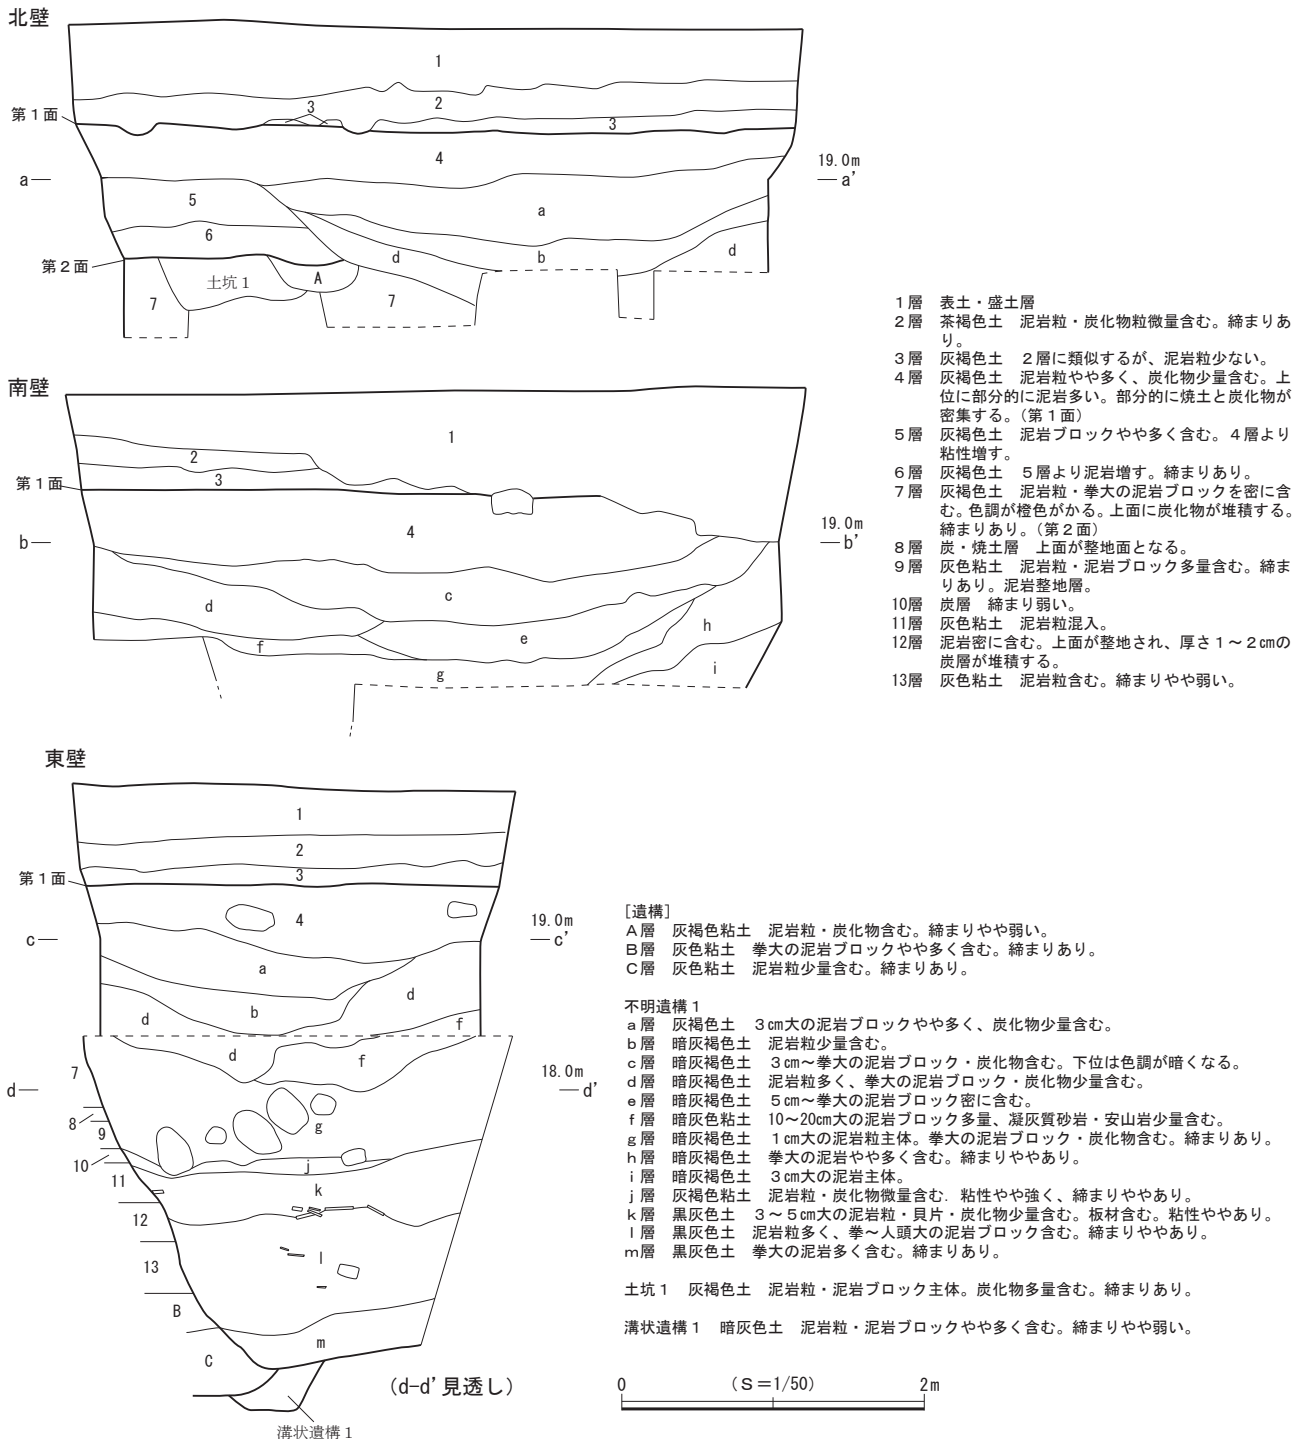 北壁
1
2
3
第1面
3
4
19.0m
a
a'
5
a
6
d
b
d
第2面
土坑1
A
7
7
南壁
1
2
3
第1面
4
19.0m
b
b'
c
d
e
h
f
g
i
1層 表土・盛土層
2層 茶褐色土 泥岩粒・炭化物粒微量含む。締まりあ
り。
3層 灰褐色土 2層に類似するが、泥岩粒少ない。
4層 灰褐色土 泥岩粒やや多く、炭化物少量含む。上
位に部分的に泥岩多い。部分的に焼土と炭化物が
密集する。(第1面)
5層 灰褐色土 泥岩ブロックやや多く含む。4層より
粘性増す。
6層 灰褐色土 5層より泥岩増す。締まりあり。
7層 灰褐色土 泥岩粒・拳大の泥岩ブロックを密に含
む。色調が橙色がかる。上面に炭化物が堆積する。
締まりあり。(第2面)
8層 炭・焼土層 上面が整地面となる。
9層 灰色粘土 泥岩粒・泥岩ブロック多量含む。締ま
りあり。泥岩整地層。
10層 炭層 締まり弱い。
11層 灰色粘土 泥岩粒混入。
12層 泥岩密に含む。上面が整地され、厚さ1~2㎝の
炭層が堆積する。
13層 灰色粘土 泥岩粒含む。締まりやや弱い。
東壁
1
2
3
第1面
4
19.0m
c
c'
a
d
b
d
f
d
f
7
18.0m
d
d'
8
g
9
10
j
11
k
12
l
13
B
m
C
(d-d'見透し)
溝状遺構1
[遺構]
A層 灰褐色粘土 泥岩粒・炭化物含む。締まりやや弱い。
B層 灰色粘土 拳大の泥岩ブロックやや多く含む。締まりあり。
C層 灰色粘土 泥岩粒少量含む。締まりあり。
不明遺構1
a層 灰褐色土 3㎝大の泥岩ブロックやや多く、炭化物少量含む。
b層 暗灰褐色土 泥岩粒少量含む。
c層 暗灰褐色土 3㎝~拳大の泥岩ブロック・炭化物含む。下位は色調が暗くなる。
d層 暗灰褐色土 泥岩粒多く、拳大の泥岩ブロック・炭化物少量含む。
e層 暗灰褐色土 5㎝~拳大の泥岩ブロック密に含む。
f層 暗灰色粘土 10~20㎝大の泥岩ブロック多量、凝灰質砂岩・安山岩少量含む。
g層 暗灰褐色土 1㎝大の泥岩粒主体。拳大の泥岩ブロック・炭化物含む。締まりあり。
h層 暗灰褐色土 拳大の泥岩やや多く含む。締まりややあり。
i層 暗灰褐色土 3㎝大の泥岩主体。
j層 灰褐色粘土 泥岩粒・炭化物微量含む. 粘性やや強く、締まりややあり。
k層 黒灰色土 3~5㎝大の泥岩粒・貝片・炭化物少量含む。板材含む。粘性ややあり。
l層 黒灰色土 泥岩粒多く、拳~人頭大の泥岩ブロック含む。締まりややあり。
m層 黒灰色土 拳大の泥岩多く含む。締まりあり。
土坑1 灰褐色土 泥岩粒・泥岩ブロック主体。炭化物多量含む。締まりあり。
溝状遺構1 暗灰色土 泥岩粒・泥岩ブロックやや多く含む。締まりやや弱い。
0 (S=1/50) 2m